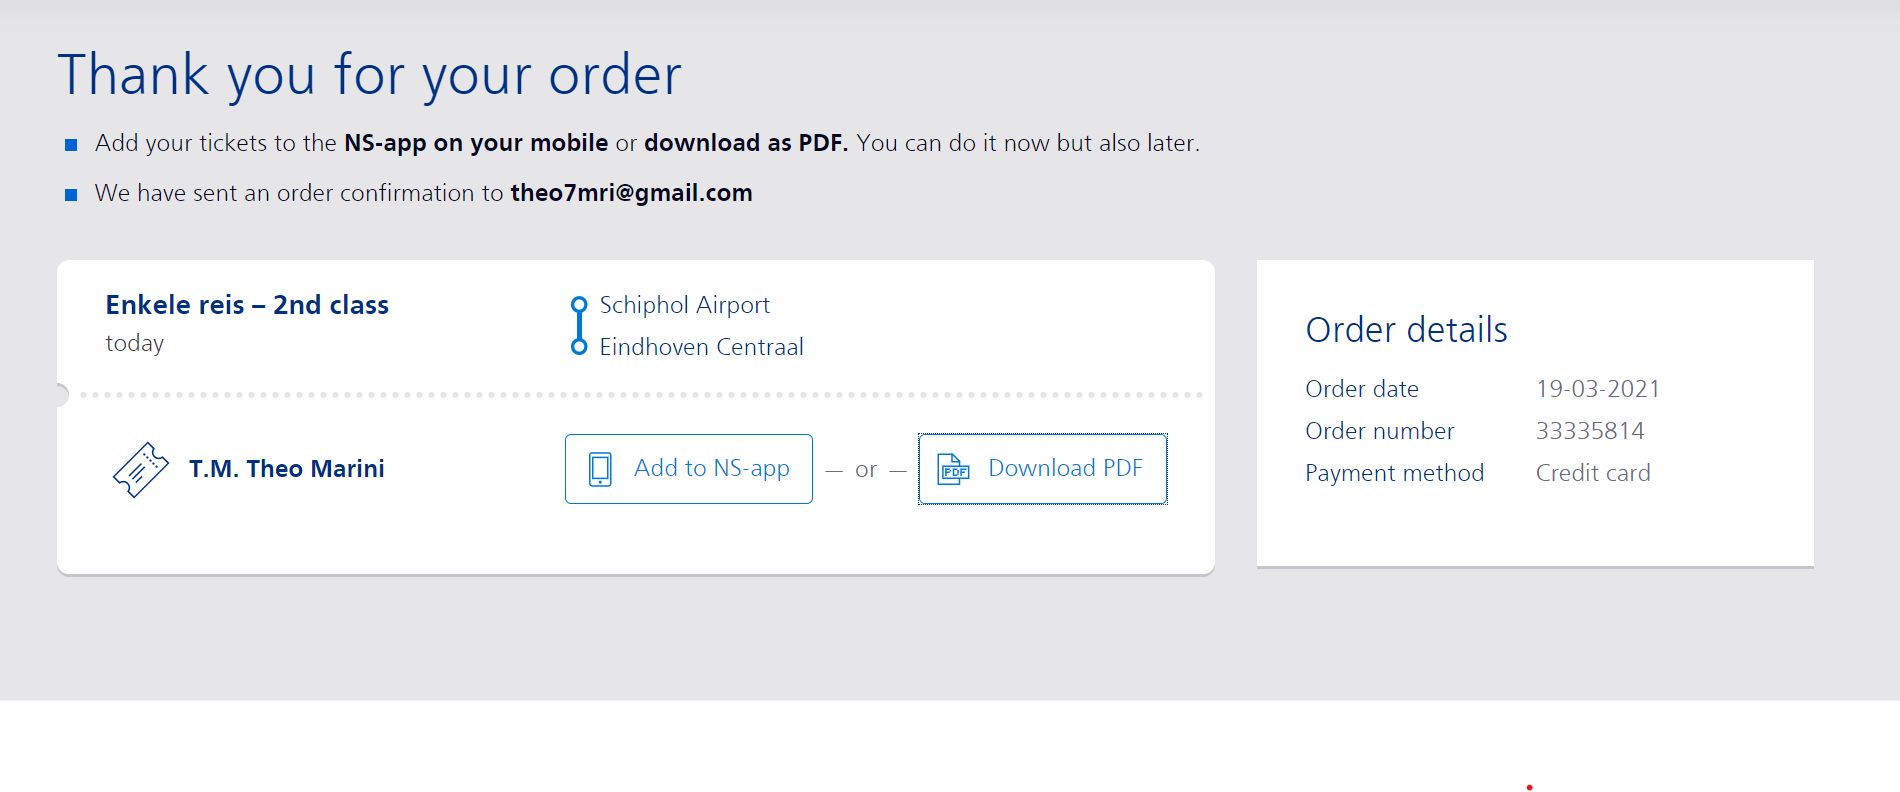 Thank you for your order
Add your tickets to the NS-app on your mobile or download as PDF. You can do it now but also later.
We have sent an order confirmation to theo7mri@gmail.com
Enkele reis – 2nd class
today
Schiphol Airport
Eindhoven Centraal
T.M. Theo Marini
Add to NS-app
— or —
PDF
Download PDF
Order details
Order date 19-03-2021
Order number 33335814
Payment method Credit card